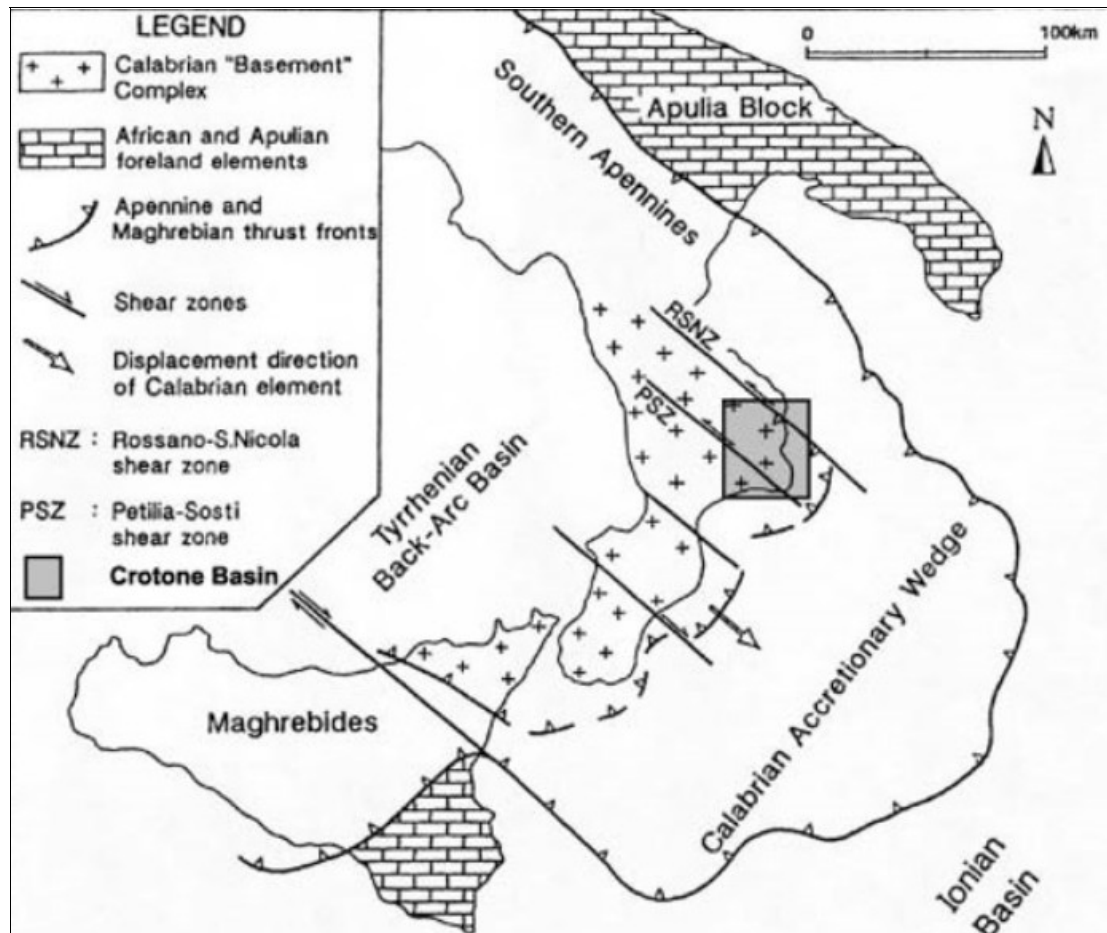 LEGEND
Calabrian "Basement"
Complex
African and Apulian
foreland elements
Apennine and
Maghrebian thrust fronts
Shear zones
Displacement direction
of Calabrian element
RSNZ : Rossano-S.Nicola
shear zone
PSZ : Petilia-Sosti
shear zone
Crotone Basin
0 100km
N
Apulia Block
Southern Apennines
RSNZ
PSZ
Tyrrhenian
Back-Arc Basin
Maghrebides
Calabrian Accretionary Wedge
Ionian
Basin